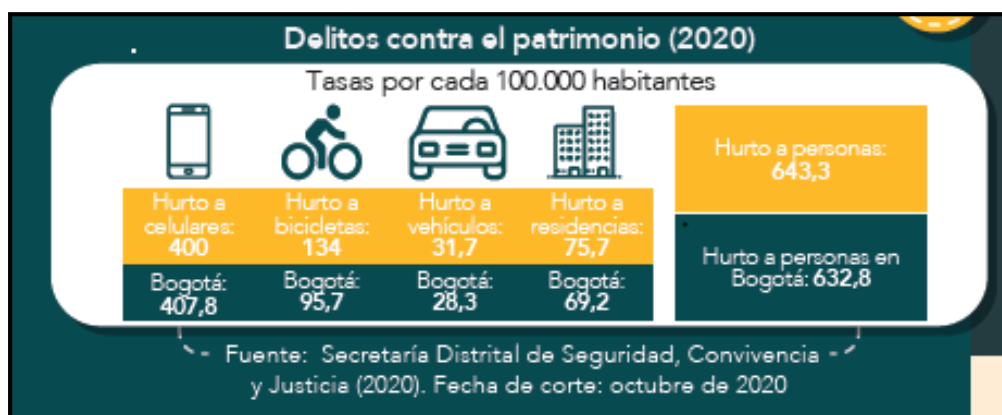 Delitos contra el patrimonio (2020)
Tasas por cada 100.000 habitantes
Hurto a
celulares:
400
Bogotá:
407,8
Hurto a
bicicletas:
134
Bogotá:
95,7
Hurto a
vehículos:
31,7
Bogotá:
28,3
Hurto a
residencias:
75,7
Bogotá:
69,2
Hurto a personas:
643,3
Hurto a personas en
Bogotá: 632,8
Fuente: Secretaría Distrital de Seguridad, Convivencia
y Justicia (2020). Fecha de corte: octubre de 2020